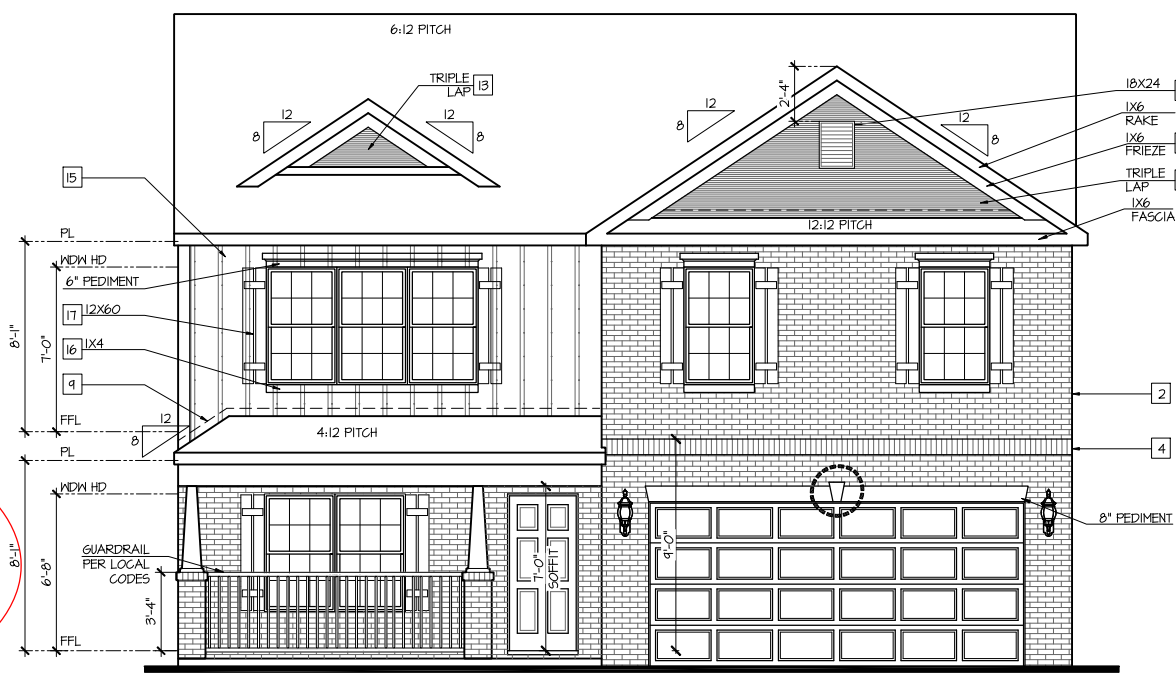 6:12 PITCH
TRIPLE
LAP
13
12
8
12
8
12
8
2'-4"
12
8
18X24
1X6
RAKE
1X6
FRIEZE
TRIPLE
LAP
1X6
FASCIA
12:12 PITCH
15
PL
WDW HD
6" PEDIMENT
17
12X60
16
1X4
9
8'-1"
7'-0"
FFL
12
8
4:12 PITCH
2
4
PL
WDW HD
8'-1"
6'-8"
GUARDRAIL
PER LOCAL
CODES
3'-4"
7'-0"
SOFFIT
9'-0"
8" PEDIMENT
FFL